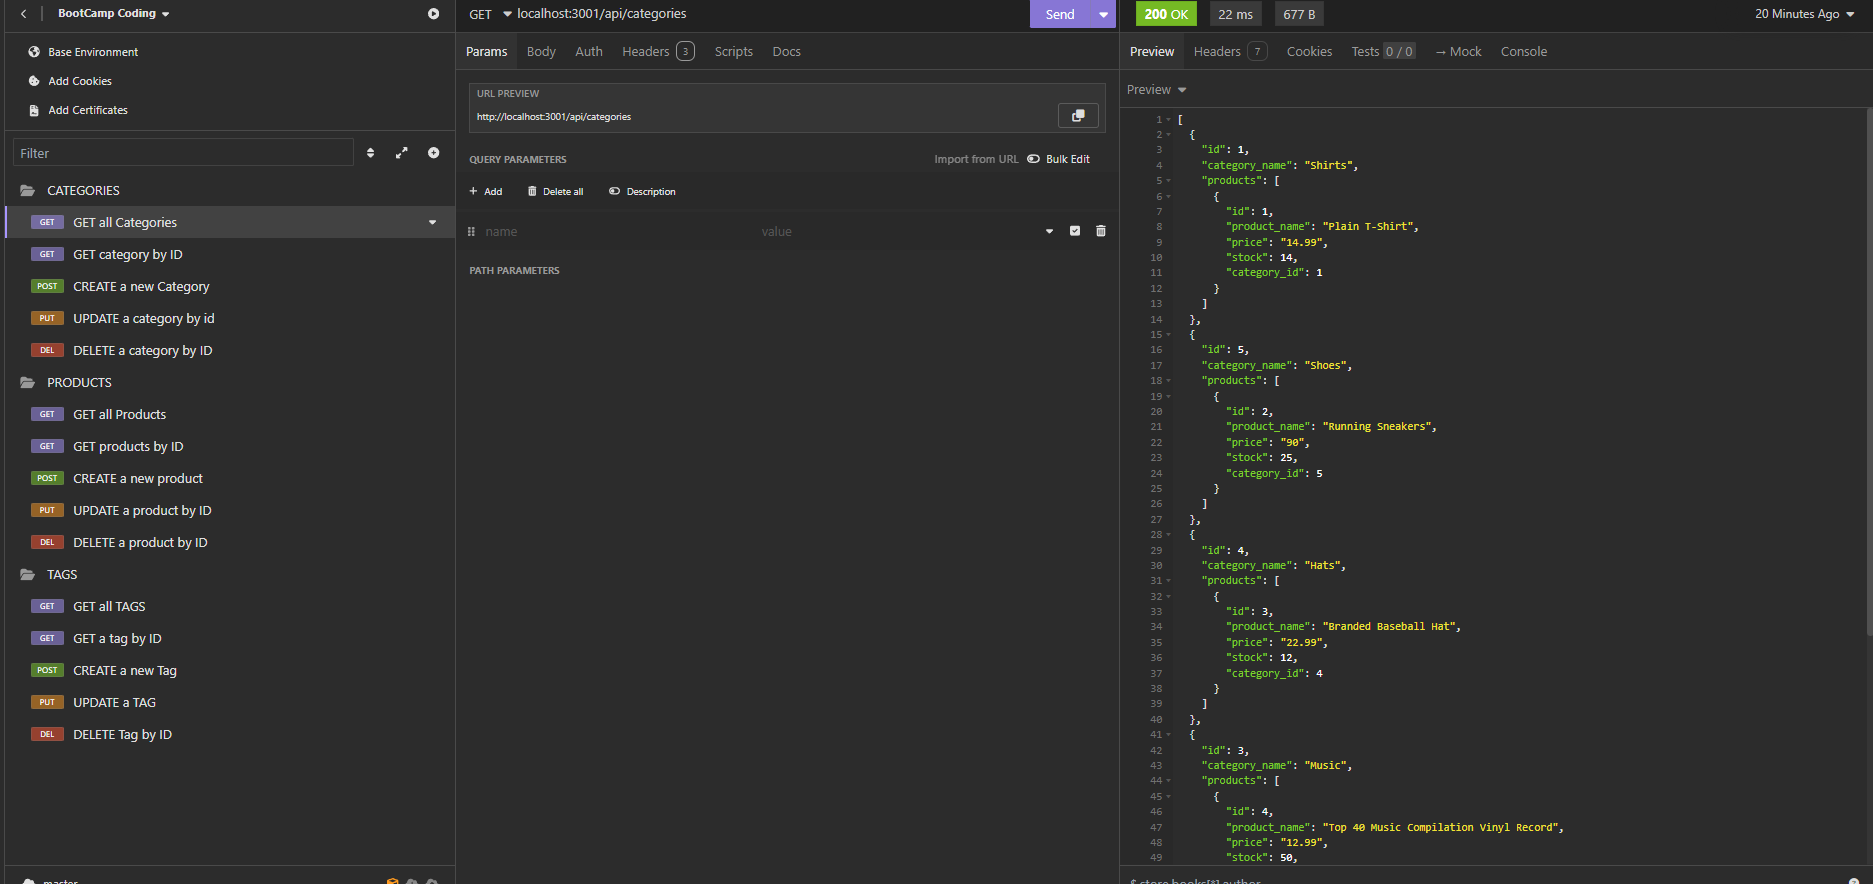 BootCamp Coding
Base Environment
Add Cookies
Add Certificates
Filter
CATEGORIES
GET GET all Categories
GET GET category by ID
POST CREATE a new Category
PUT UPDATE a category by id
DEL DELETE a category by ID
PRODUCTS
GET GET all Products
GET GET products by ID
POST CREATE a new product
PUT UPDATE a product by ID
DEL DELETE a product by ID
TAGS
GET GET all TAGS
GET GET a tag by ID
POST CREATE a new Tag
PUT UPDATE a TAG
DEL DELETE Tag by ID
master
GET localhost:3001/api/categories Send
Params Body Auth Headers 3 Scripts Docs
URL PREVIEW
http://localhost:3001/api/categories
QUERY PARAMETERS Import from URL Bulk Edit
+ Add Delete all Description
name value
PATH PARAMETERS
200 OK 22 ms 677 B 20 Minutes Ago
Preview Headers 7 Cookies Tests 0 / 0 → Mock Console
Preview
1 [
2 {
3 "id": 1,
4 "category_name": "Shirts",
5 "products": [
6 {
7 "id": 1,
8 "product_name": "Plain T-Shirt",
9 "price": "14.99",
10 "stock": 14,
11 "category_id": 1
12 }
13 ]
14 },
15 {
16 "id": 5,
17 "category_name": "Shoes",
18 "products": [
19 {
20 "id": 2,
21 "product_name": "Running Sneakers",
22 "price": "90",
23 "stock": 25,
24 "category_id": 5
25 }
26 ]
27 },
28 {
29 "id": 4,
30 "category_name": "Hats",
31 "products": [
32 {
33 "id": 3,
34 "product_name": "Branded Baseball Hat",
35 "price": "22.99",
36 "stock": 12,
37 "category_id": 4
38 }
39 ]
40 },
41 {
42 "id": 3,
43 "category_name": "Music",
44 "products": [
45 {
46 "id": 4,
47 "product_name": "Top 40 Music Compilation Vinyl Record",
48 "price": "12.99",
49 "stock": 50,
$.store.books[*].author